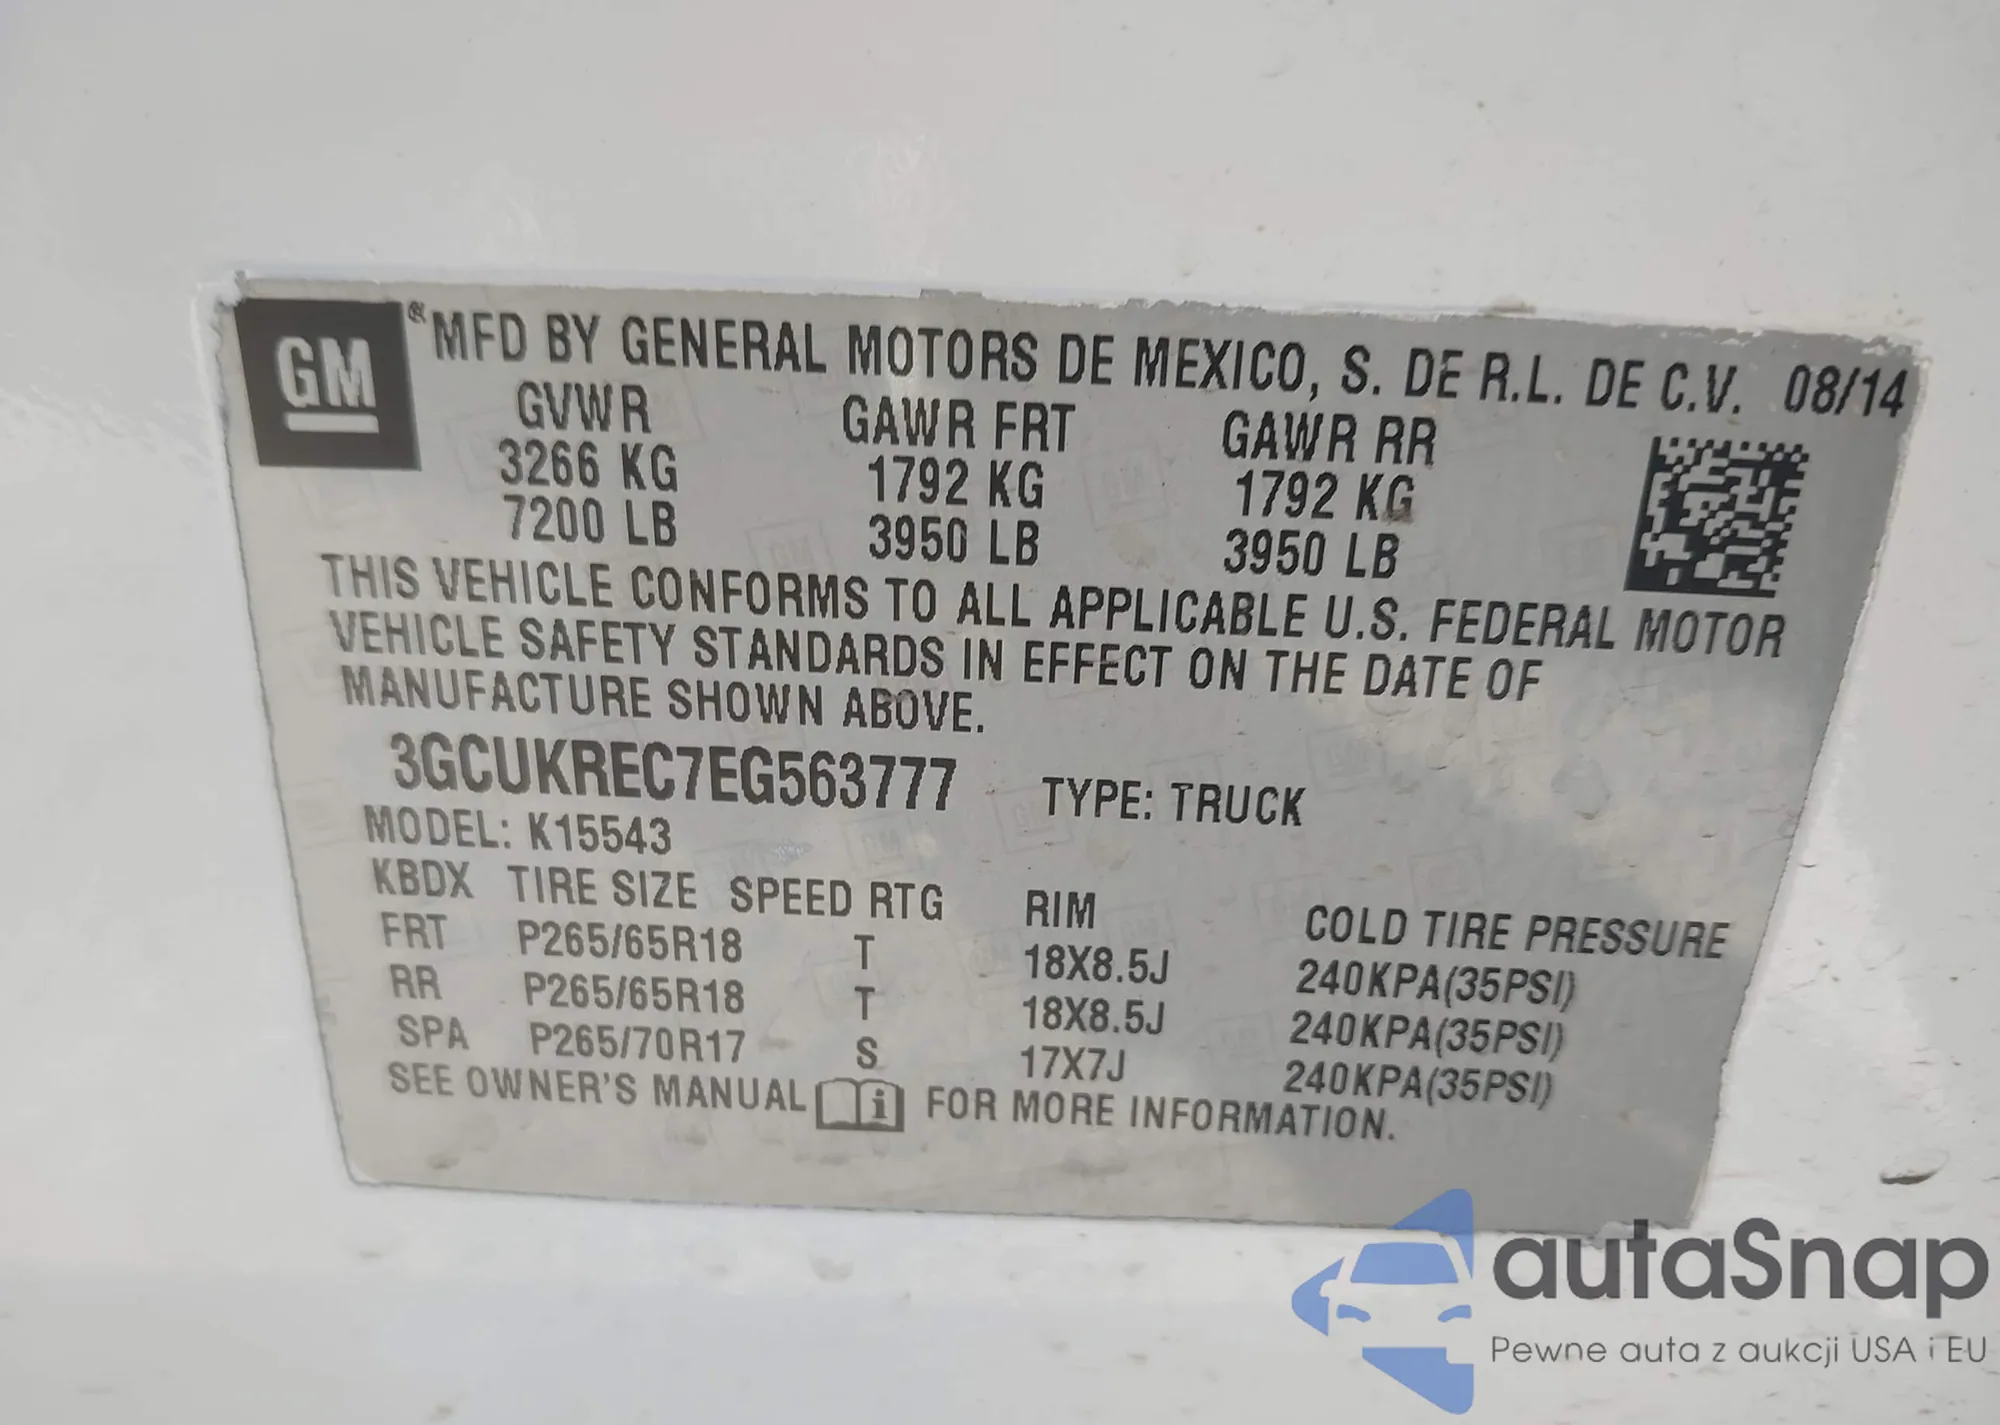 GM
® MFD BY GENERAL MOTORS DE MEXICO, S. DE R.L. DE C.V. 08/14
GVWR GAWR FRT GAWR RR
3266 KG 1792 KG 1792 KG
7200 LB 3950 LB 3950 LB
THIS VEHICLE CONFORMS TO ALL APPLICABLE U.S. FEDERAL MOTOR
VEHICLE SAFETY STANDARDS IN EFFECT ON THE DATE OF
MANUFACTURE SHOWN ABOVE.
3GCUKREC7EG563777 TYPE: TRUCK
MODEL: K15543
KBDX TIRE SIZE SPEED RTG RIM COLD TIRE PRESSURE
FRT P265/65R18 T 18X8.5J 240KPA(35PSI)
RR P265/65R18 T 18X8.5J 240KPA(35PSI)
SPA P265/70R17 S 17X7J 240KPA(35PSI)
SEE OWNER'S MANUAL i FOR MORE INFORMATION.
autaSnap
Pewne auta z aukcji USA i EU